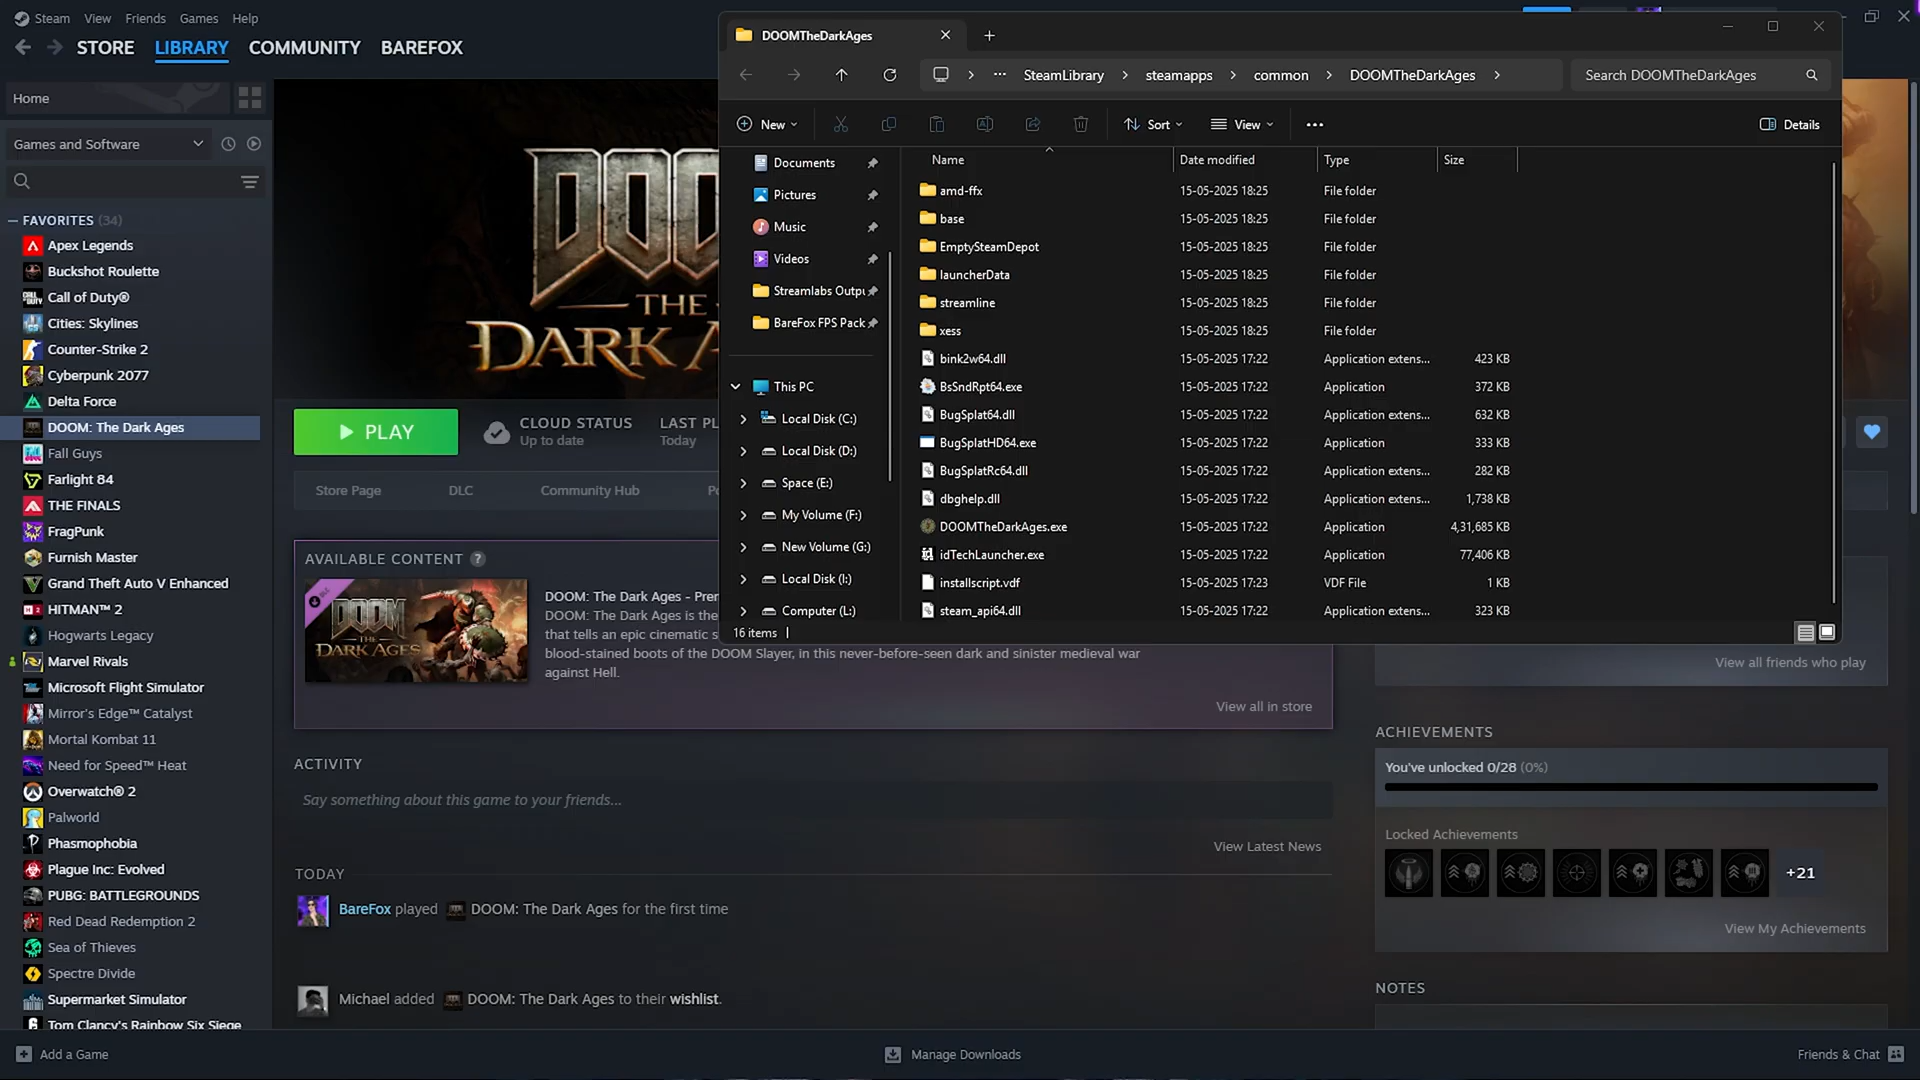 Steam View Friends Games Help
STORE LIBRARY COMMUNITY BAREFOX
Home
Games and Software
FAVORITES (34)
Apex Legends
Buckshot Roulette
Call of Duty®
Cities: Skylines
Counter-Strike 2
Cyberpunk 2077
Delta Force
DOOM: The Dark Ages
Fall Guys
Farlight 84
THE FINALS
FragPunk
Furnish Master
Grand Theft Auto V Enhanced
HITMAN™ 2
Hogwarts Legacy
Marvel Rivals
Microsoft Flight Simulator
Mirror's Edge™ Catalyst
Mortal Kombat 11
Need for Speed™ Heat
Overwatch® 2
Palworld
Phasmophobia
Plague Inc: Evolved
PUBG: BATTLEGROUNDS
Red Dead Redemption 2
Sea of Thieves
Spectre Divide
Supermarket Simulator
Tom Clancy's Rainbow Six Siege
Add a Game
DOOM
THE
DARK A
PLAY
CLOUD STATUS
Up to date
LAST PL
Today
Store Page DLC Community Hub Po
AVAILABLE CONTENT ?
DLC
DOOM
THE
DARK AGES
DOOM: The Dark Ages - Prer
DOOM: The Dark Ages is the
that tells an epic cinematic s
blood-stained boots of the DOOM Slayer, in this never-before-seen dark and sinister medieval war
against Hell.
View all in store
ACTIVITY
Say something about this game to your friends...
View Latest News
TODAY
BareFox played DOOM: The Dark Ages for the first time
Michael added DOOM: The Dark Ages to their wishlist.
Manage Downloads
DOOMTheDarkAges
SteamLibrary steamapps common DOOMTheDarkAges
Search DOOMTheDarkAges
New Sort View Details
Documents
Pictures
Music
Videos
Streamlabs Outpu
BareFox FPS Pack
This PC
Local Disk (C:)
Local Disk (D:)
Space (E:)
My Volume (F:)
New Volume (G:)
Local Disk (I:)
Computer (L:)
Name Date modified Type Size
amd-ffx 15-05-2025 18:25 File folder
base 15-05-2025 18:25 File folder
EmptySteamDepot 15-05-2025 18:25 File folder
launcherData 15-05-2025 18:25 File folder
streamline 15-05-2025 18:25 File folder
xess 15-05-2025 18:25 File folder
bink2w64.dll 15-05-2025 17:22 Application extens... 423 KB
BsSndRpt64.exe 15-05-2025 17:22 Application 372 KB
BugSplat64.dll 15-05-2025 17:22 Application extens... 632 KB
BugSplatHD64.exe 15-05-2025 17:22 Application 333 KB
BugSplatRc64.dll 15-05-2025 17:22 Application extens... 282 KB
dbghelp.dll 15-05-2025 17:22 Application extens... 1,738 KB
DOOMTheDarkAges.exe 15-05-2025 17:22 Application 4,31,685 KB
idTechLauncher.exe 15-05-2025 17:22 Application 77,406 KB
installscript.vdf 15-05-2025 17:23 VDF File 1 KB
steam_api64.dll 15-05-2025 17:22 Application extens... 323 KB
16 items
View all friends who play
ACHIEVEMENTS
You've unlocked 0/28 (0%)
Locked Achievements
+21
View My Achievements
NOTES
Friends & Chat